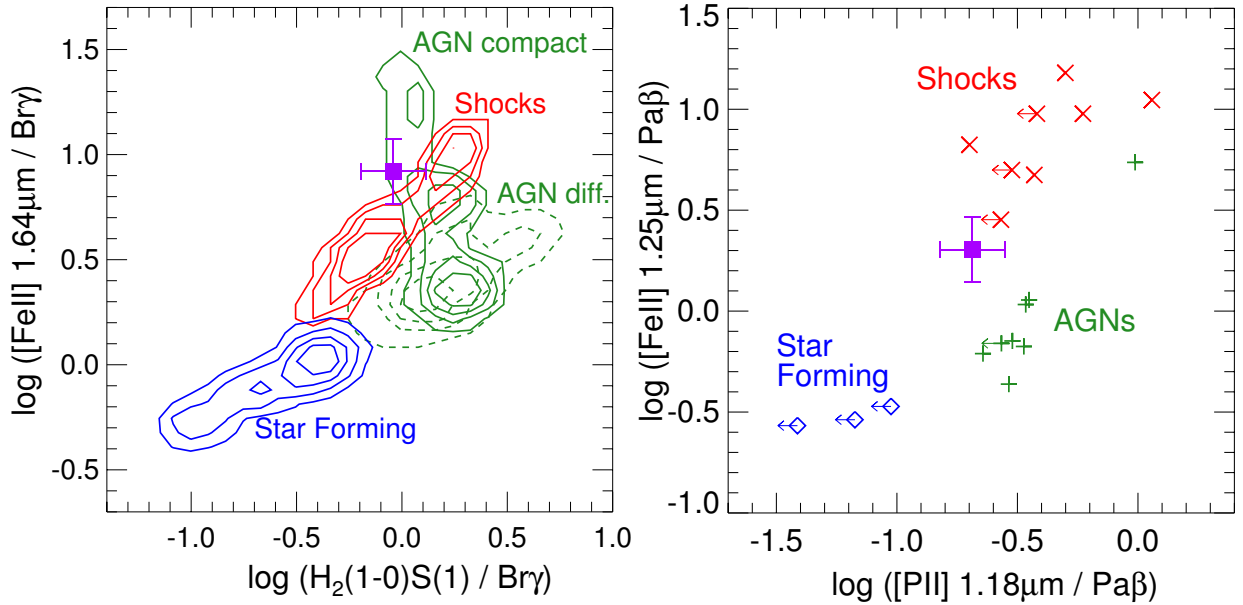 AGN compact
Shocks
AGN diff.
Star Forming
1.5
1.0
0.5
0.0
-0.5
-1.0
-0.5
0.0
0.5
1.0
log ([FeII] 1.64μm / Brγ)
log (H₂(1-0)S(1) / Brγ)
Shocks
AGNs
Star
Forming
1.5
1.0
0.5
0.0
-0.5
-1.0
-1.5
-1.0
-0.5
0.0
log ([FeII] 1.25μm / Paβ)
log ([PII] 1.18μm / Paβ)